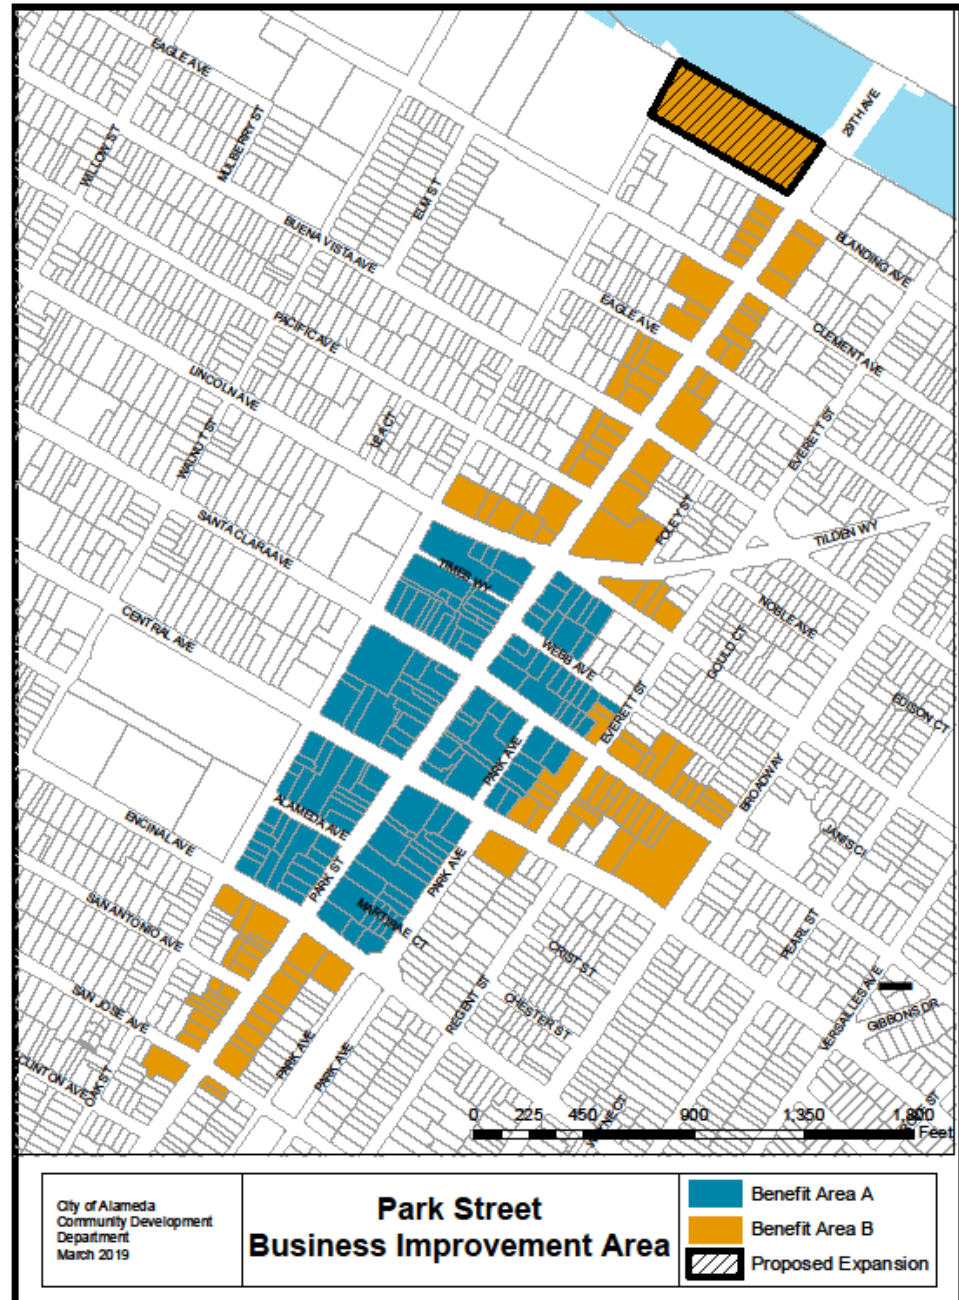 EAGLE AVE
29TH AVE
MULBERRY ST
WILLOW ST
ELM ST
BUENA VISTA AVE
BLANDING AVE
EAGLE AVE
PACIFIC AVE
CLEMENT AVE
LINCOLN AVE
EVERETT ST
WALNUT ST
LEA CT
FOLEY ST
TILDEN WY
SANTA CLARA AVE
TIMES WY
NOBLE AVE
CENTRAL AVE
WEBB AVE
GOULD CT
EVERETT ST
EDISON CT
PARK AVE
BROADWAY
ALAMEDA AVE
ENCINAL AVE
PARK ST
PARK AVE
SAN ANTONIO AVE
MARTIRAE CT
PEARL ST
CRIST ST
SAN JOSE AVE
REGENT ST
CHESTER ST
VERSAILLES AVE
GIBBONS DR
CLINTON AVE
OAK ST
PARK AVE
PARK AVE
0 225 450 900 1,350 1,800
Feet
City of Alameda
Community Development
Department
March 2019
Park Street
Business Improvement Area
Benefit Area A
Benefit Area B
Proposed Expansion